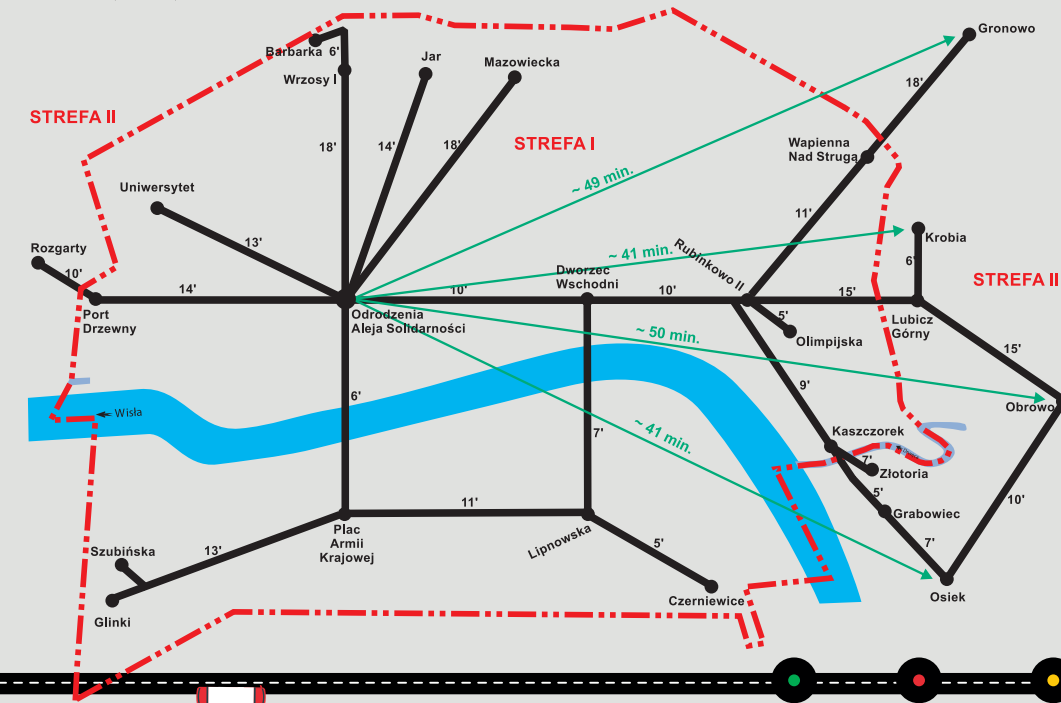 Gronowo
Barbarka 6'
Wrzosy I
Jar
Mazowiecka
18'
STREFA II
STREFA I
18'
14'
18'
Wapienna
Nad Strugą
~ 49 min.
Uniwersytet
11'
13'
Rozgarty
10'
14'
Port
Drzewny
Odrodzenia
Aleja Solidarności
10'
~ 41 min.
Dworzec
Wschodni
10'
Rubinkowo II
15'
Krobia
6'
STREFA II
Lubicz
Górny
5'
Olimpijska
~ 50 min.
15'
Obrowo
Wisła
6'
9'
~ 41 min.
7'
Kaszczorek
7'
Złotoria
5'
Grabowiec
10'
7'
Osiek
11'
Plac
Armii
Krajowej
Lipnowska
5'
Czerniewice
Szubińska
13'
Glinki